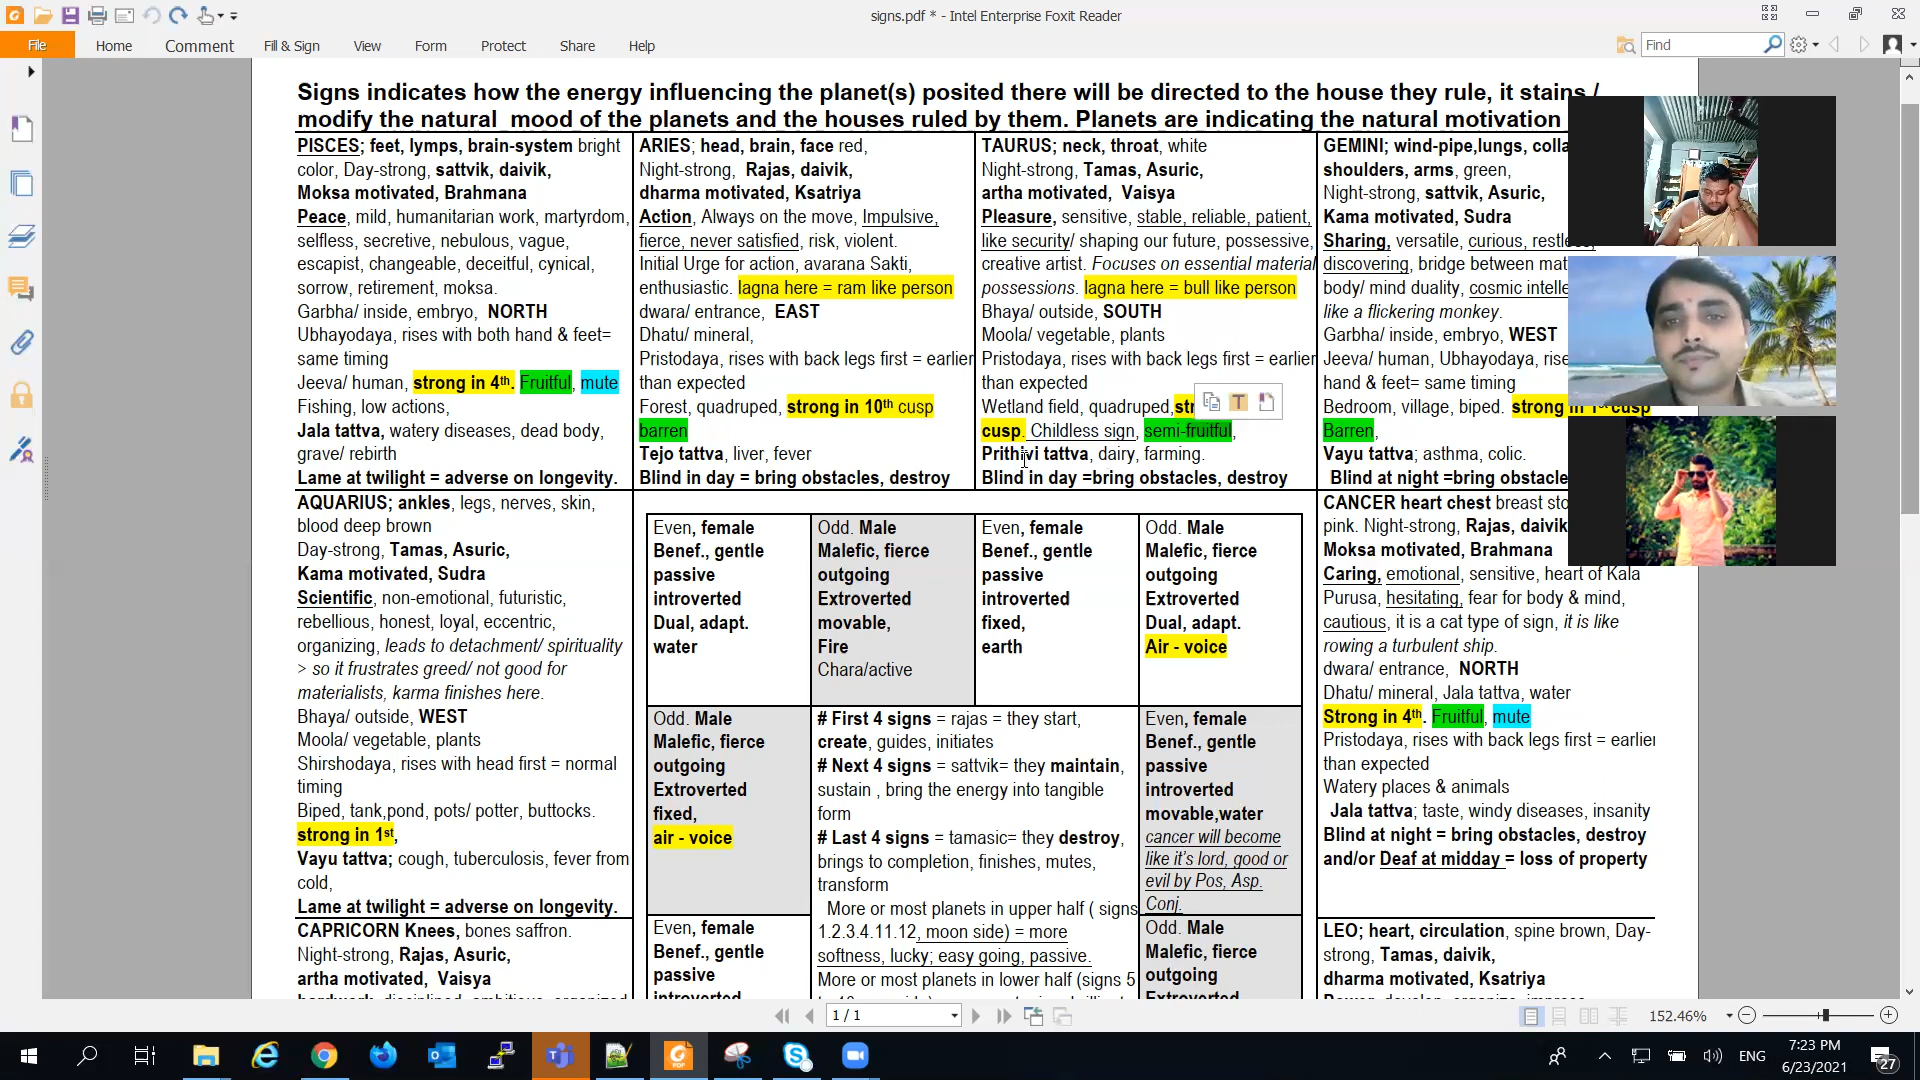 signs.pdf * - Intel Enterprise Foxit Reader
File
Home
Comment
Fill & Sign
View
Form
Protect
Share
Help
Find
Signs indicates how the energy influencing the planet(s) posited there will be directed to the house they rule, it stains /
modify the natural mood of the planets and the houses ruled by them. Planets are indicating the natural motivation
PISCES; feet, lymps, brain-system bright
color, Day-strong, sattvik, daivik,
Moksa motivated, Brahmana
Peace, mild, humanitarian work, martyrdom,
selfless, secretive, nebulous, vague,
escapist, changeable, deceitful, cynical,
sorrow, retirement, moksa.
Garbha/ inside, embryo, NORTH
Ubhayodaya, rises with both hand & feet=
same timing
Jeeva/ human, strong in 4th. Fruitful, mute
Fishing, low actions,
Jala tattva, watery diseases, dead body,
grave/ rebirth
Lame at twilight = adverse on longevity.
ARIES; head, brain, face red,
Night-strong, Rajas, daivik,
dharma motivated, Ksatriya
Action, Always on the move, Impulsive,
fierce, never satisfied, risk, violent.
Initial Urge for action, avarana Sakti,
enthusiastic. lagna here = ram like person
dwara/ entrance, EAST
Dhatu/ mineral,
Pristodaya, rises with back legs first = earlier
than expected
Forest, quadruped, strong in 10th cusp
barren
Tejo tattva, liver, fever
Blind in day = bring obstacles, destroy
TAURUS; neck, throat, white
Night-strong, Tamas, Asuric,
artha motivated, Vaisya
Pleasure, sensitive, stable, reliable, patient,
like security/ shaping our future, possessive,
creative artist. Focuses on essential material
possessions. lagna here = bull like person
Bhaya/ outside, SOUTH
Moola/ vegetable, plants
Pristodaya, rises with back legs first = earlier
than expected
Wetland field, quadruped,
cusp. Childless sign, semi-fruitful,
Prithivi tattva, dairy, farming.
Blind in day =bring obstacles, destroy
GEMINI; wind-pipe,lungs,
shoulders, arms, green,
Night-strong, sattvik, Asuric,
Kama motivated, Sudra
Sharing, versatile, curious,
discovering, bridge between
body/ mind duality, cosmic
like a flickering monkey.
Garbha/ inside, embryo, WEST
Jeeva/ human, Ubhayodaya,
hand & feet= same timing
Bedroom, village, biped. strong in 1st cusp
Barren,
Vayu tattva; asthma, colic.
Blind at night =bring obstacles
AQUARIUS; ankles, legs, nerves, skin,
blood deep brown
Day-strong, Tamas, Asuric,
Kama motivated, Sudra
Scientific, non-emotional, futuristic,
rebellious, honest, loyal, eccentric,
organizing, leads to detachment/ spirituality
> so it frustrates greed/ not good for
materialists, karma finishes here.
Bhaya/ outside, WEST
Moola/ vegetable, plants
Shirshodaya, rises with head first = normal
timing
Biped, tank,pond, pots/ potter, buttocks.
strong in 1st,
Vayu tattva; cough, tuberculosis, fever from
cold,
Lame at twilight = adverse on longevity.
CAPRICORN Knees, bones saffron.
Night-strong, Rajas, Asuric,
artha motivated, Vaisya
Even, female
Benef., gentle
passive
introverted
Dual, adapt.
water
Odd. Male
Malefic, fierce
outgoing
Extroverted
movable,
Fire
Chara/active
Even, female
Benef., gentle
passive
introverted
fixed,
earth
Odd. Male
Malefic, fierce
outgoing
Extroverted
Dual, adapt.
Air - voice
Odd. Male
Malefic, fierce
outgoing
Extroverted
fixed,
air - voice
# First 4 signs = rajas = they start,
create, guides, initiates
# Next 4 signs = sattvik= they maintain,
sustain , bring the energy into tangible
form
# Last 4 signs = tamasic= they destroy,
brings to completion, finishes, mutes,
transform
More or most planets in upper half ( signs
1.2.3.4.11.12, moon side) = more
softness, lucky; easy going, passive.
More or most planets in lower half (signs 5
Even, female
Benef., gentle
passive
introverted
movable,water
cancer will become
like it's lord, good or
evil by Pos, Asp.
Conj.
Even, female
Benef., gentle
passive
introverted
Odd. Male
Malefic, fierce
outgoing
Extroverted
CANCER heart chest breast
pink. Night-strong, Rajas, daivik
Moksa motivated, Brahmana
Caring, emotional, sensitive, heart of Kala
Purusa, hesitating, fear for body & mind,
cautious, it is a cat type of sign, it is like
rowing a turbulent ship.
dwara/ entrance, NORTH
Dhatu/ mineral, Jala tattva, water
Strong in 4th. Fruitful, mute
Pristodaya, rises with back legs first = earlier
than expected
Watery places & animals
Jala tattva; taste, windy diseases, insanity
Blind at night = bring obstacles, destroy
and/or Deaf at midday = loss of property
LEO; heart, circulation, spine brown, Day-
strong, Tamas, daivik,
dharma motivated, Ksatriya
1 / 1
152.46%
ENG
7:23 PM
6/23/2021
27